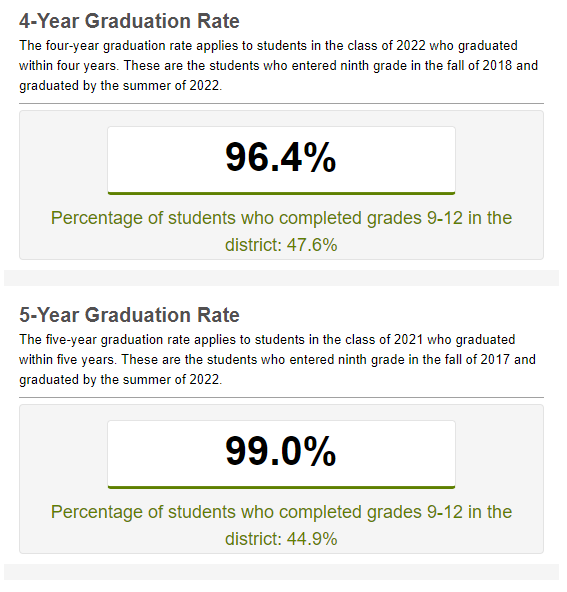 4-Year Graduation Rate
The four-year graduation rate applies to students in the class of 2022 who graduated
within four years. These are the students who entered ninth grade in the fall of 2018 and
graduated by the summer of 2022.
96.4%
Percentage of students who completed grades 9-12 in the
district: 47.6%
5-Year Graduation Rate
The five-year graduation rate applies to students in the class of 2021 who graduated
within five years. These are the students who entered ninth grade in the fall of 2017 and
graduated by the summer of 2022.
99.0%
Percentage of students who completed grades 9-12 in the
district: 44.9%